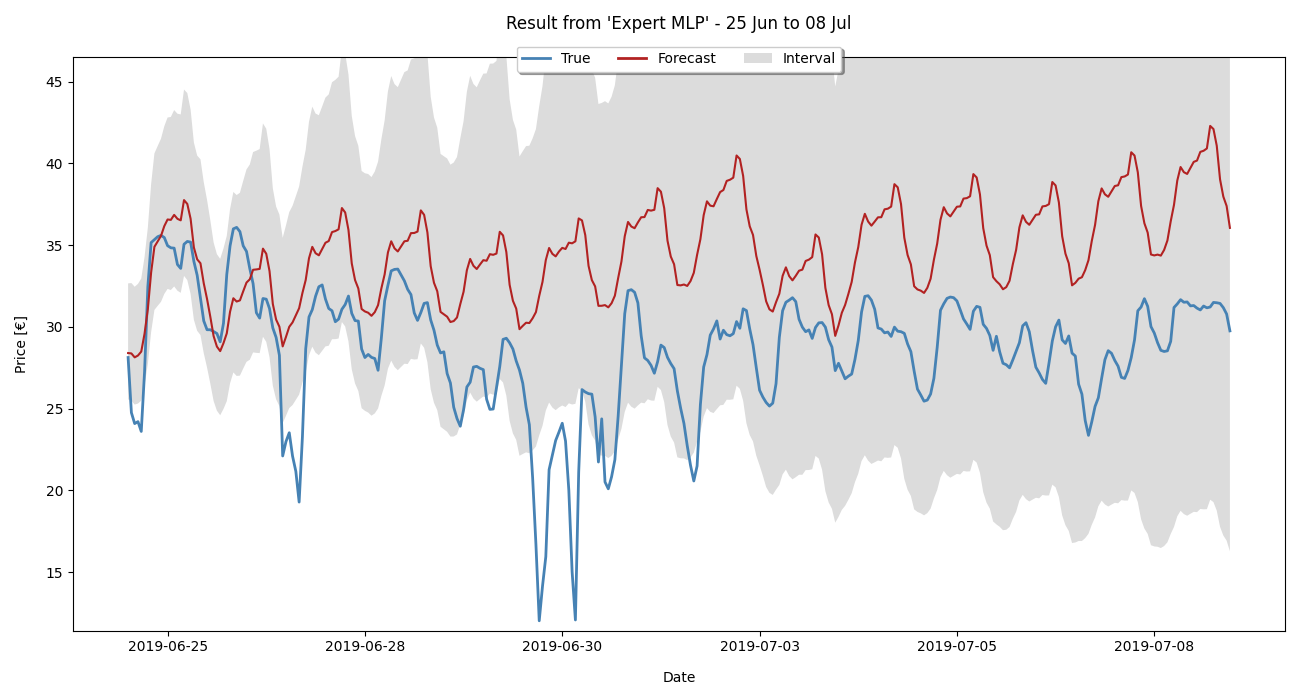 Result from 'Expert MLP' - 25 Jun to 08 Jul
True Forecast Interval
45
40
35
30
25
20
15
Price [€]
2019-06-25 2019-06-28 2019-06-30 2019-07-03 2019-07-05 2019-07-08
Date